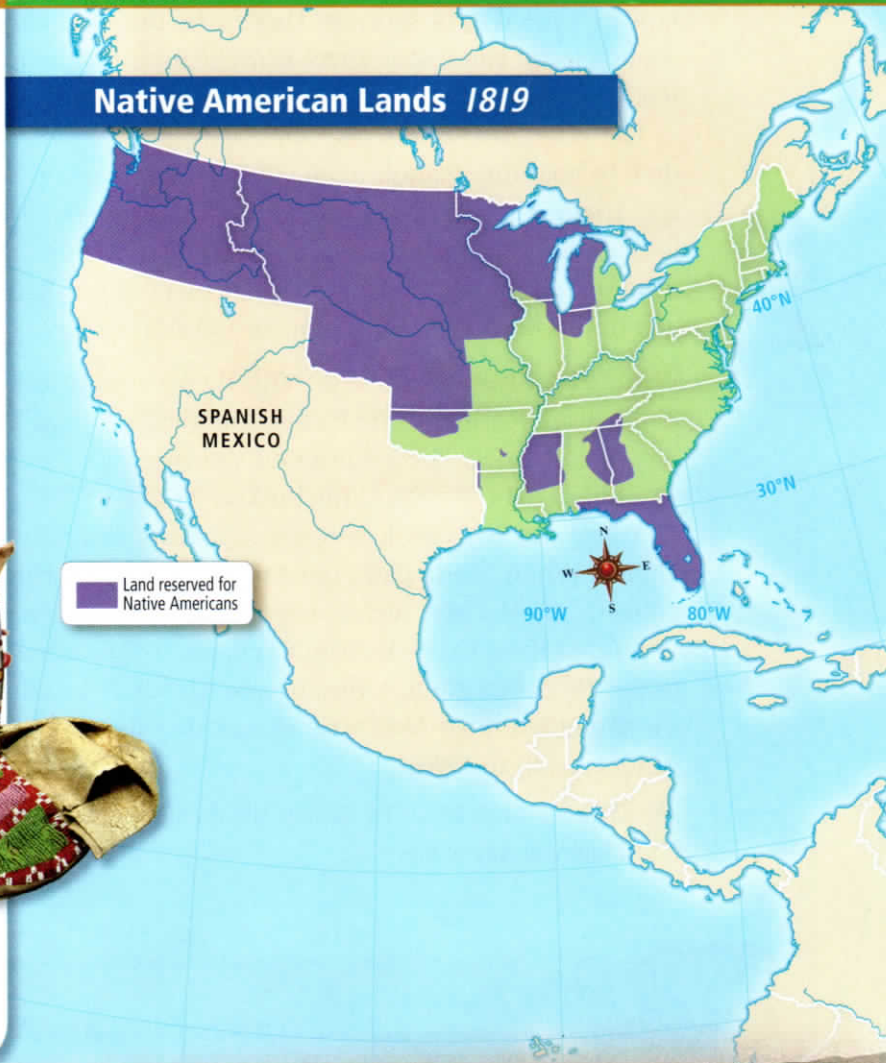 Native American Lands 1819
40°N
SPANISH
MEXICO
30°N
N
W
E
S
Land reserved for
Native Americans
90°W
80°W